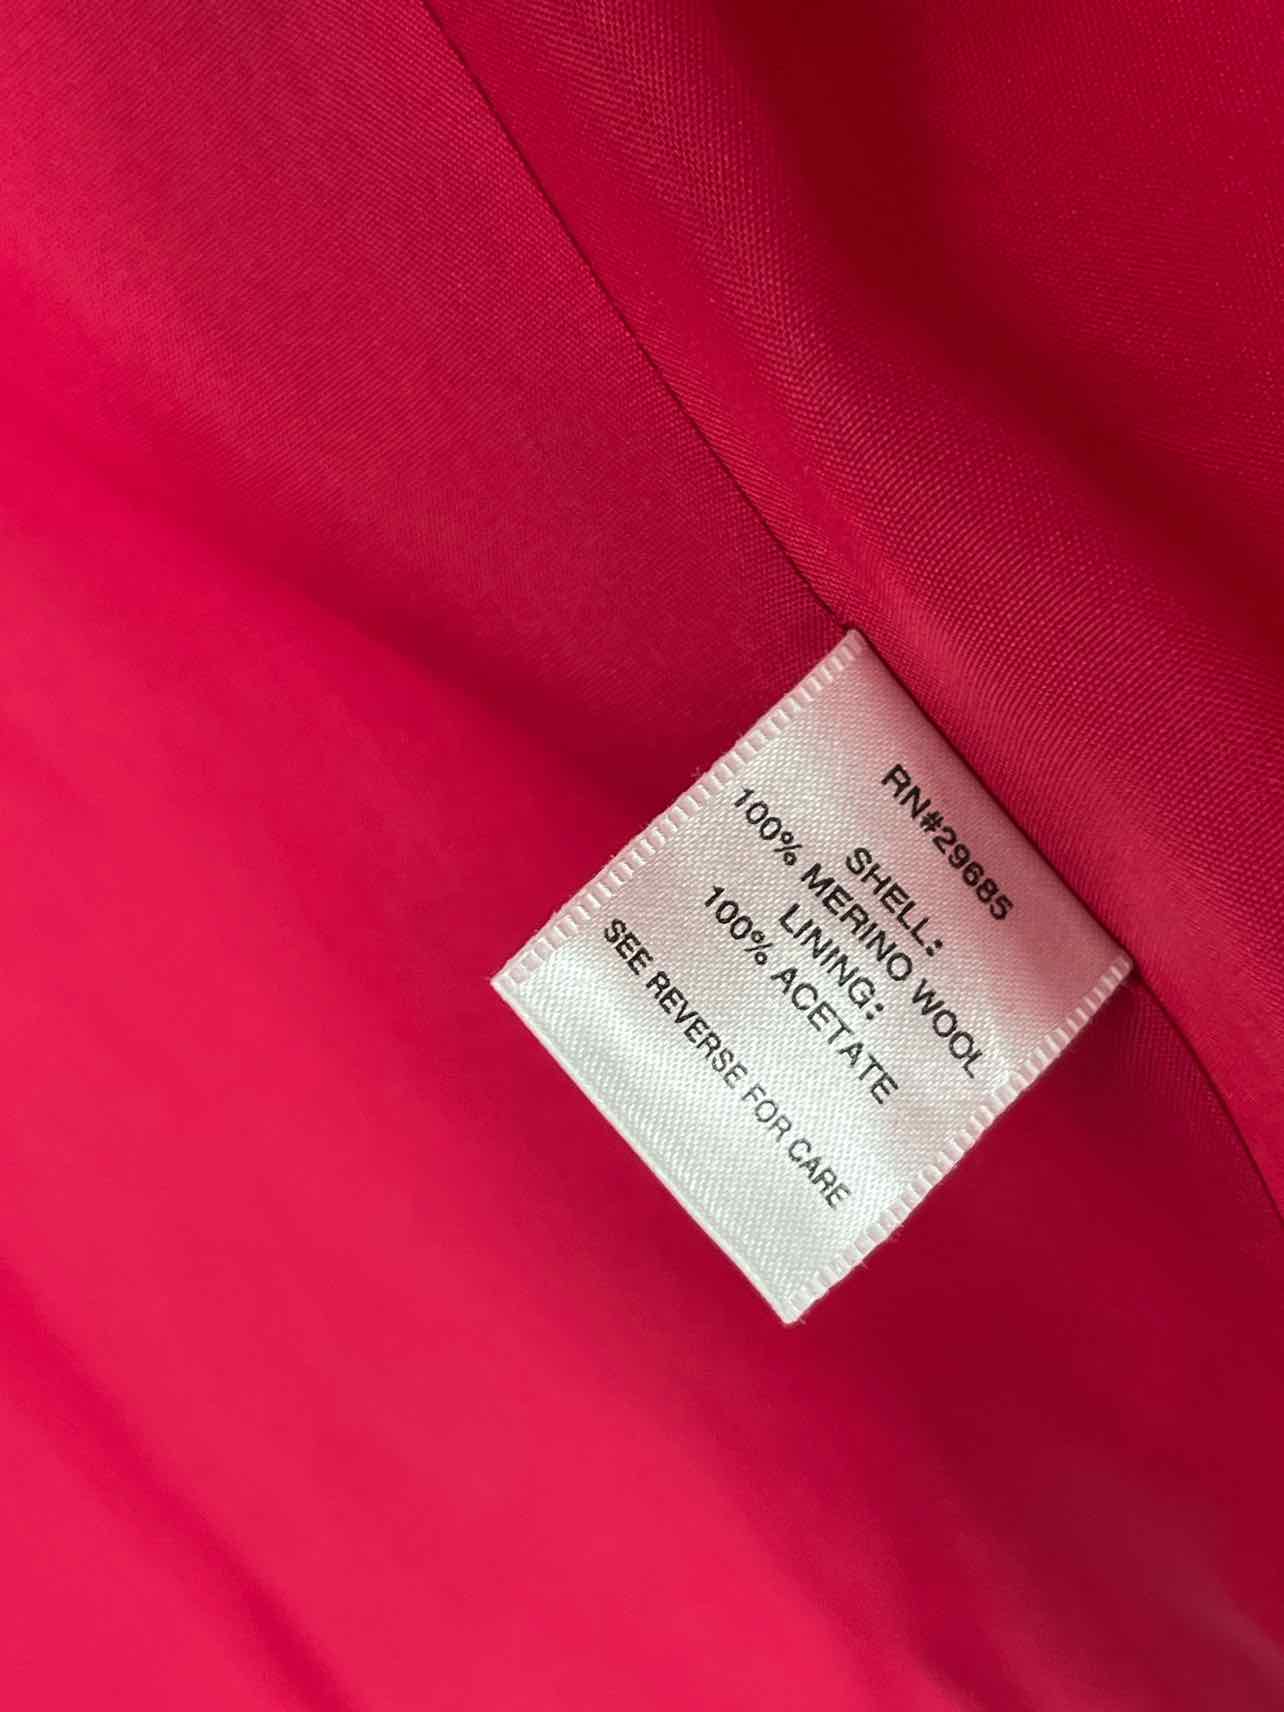 RN#29685
SHELL:
100% MERINO WOOL
LINING:
100% ACETATE
SEE REVERSE FOR CARE